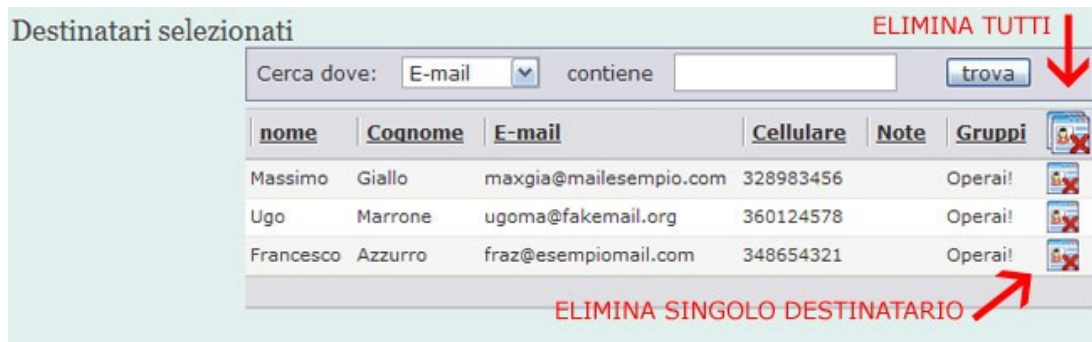 Destinatari selezionati
ELIMINA TUTTI
Cerca dove: E-mail contiene trova
nome Cognome E-mail Cellulare Note Gruppi
Massimo Giallo maxgia@mailesempio.com 328983456 Operai!
Ugo Marrone ugoma@fakemail.org 360124578 Operai!
Francesco Azzurro fraz@esempiomail.com 348654321 Operai!
ELIMINA SINGOLO DESTINATARIO